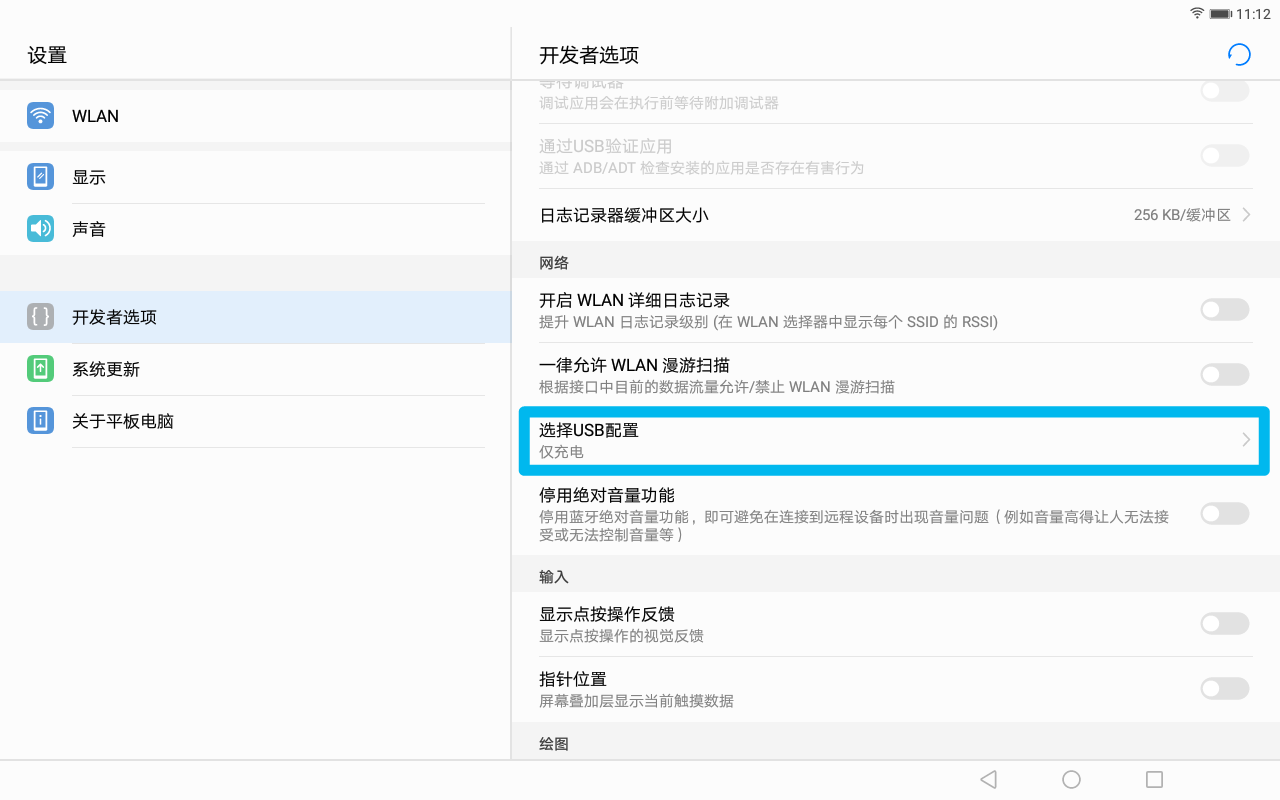 11:12
设置
WLAN
显示
声音
开发者选项
系统更新
关于平板电脑
开发者选项
等待调试器
调试应用会在执行前等待附加调试器
通过USB验证应用
通过 ADB/ADT 检查安装的应用是否存在有害行为
日志记录器缓冲区大小
256 KB/缓冲区
网络
开启 WLAN 详细日志记录
提升 WLAN 日志记录级别 (在 WLAN 选择器中显示每个 SSID 的 RSSI)
一律允许 WLAN 漫游扫描
根据接口中目前的数据流量允许/禁止 WLAN 漫游扫描
选择USB配置
仅充电
停用绝对音量功能
停用蓝牙绝对音量功能，即可避免在连接到远程设备时出现音量问题（例如音量高得让人无法接
受或无法控制音量等）
输入
显示点按操作反馈
显示点按操作的视觉反馈
指针位置
屏幕叠加层显示当前触摸数据
绘图